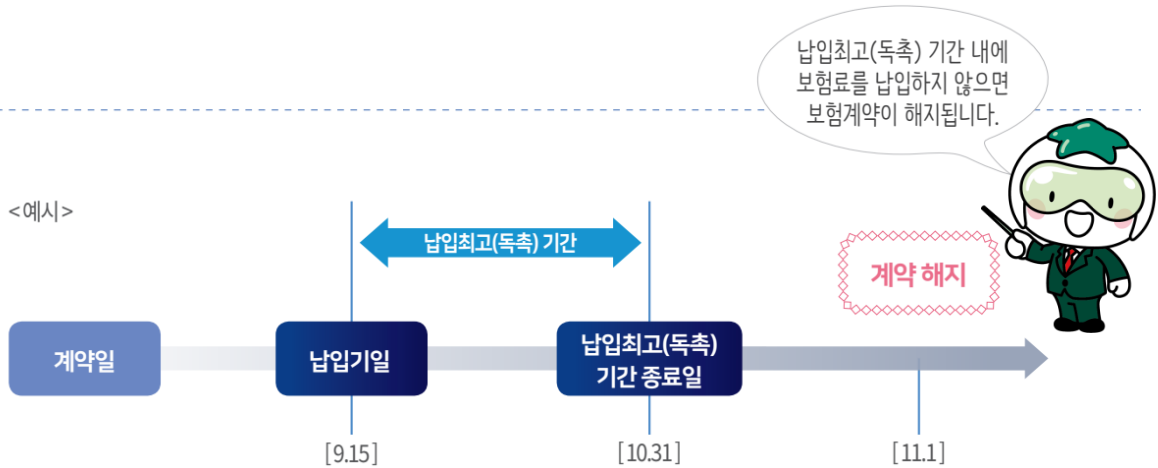 납입최고(독촉) 기간 내에
보험료를 납입하지 않으면
보험계약이 해지됩니다.
<예시>
납입최고(독촉) 기간
계약 해지
계약일
납입기일
납입최고(독촉)
기간 종료일
[9.15]
[10.31]
[11.1]